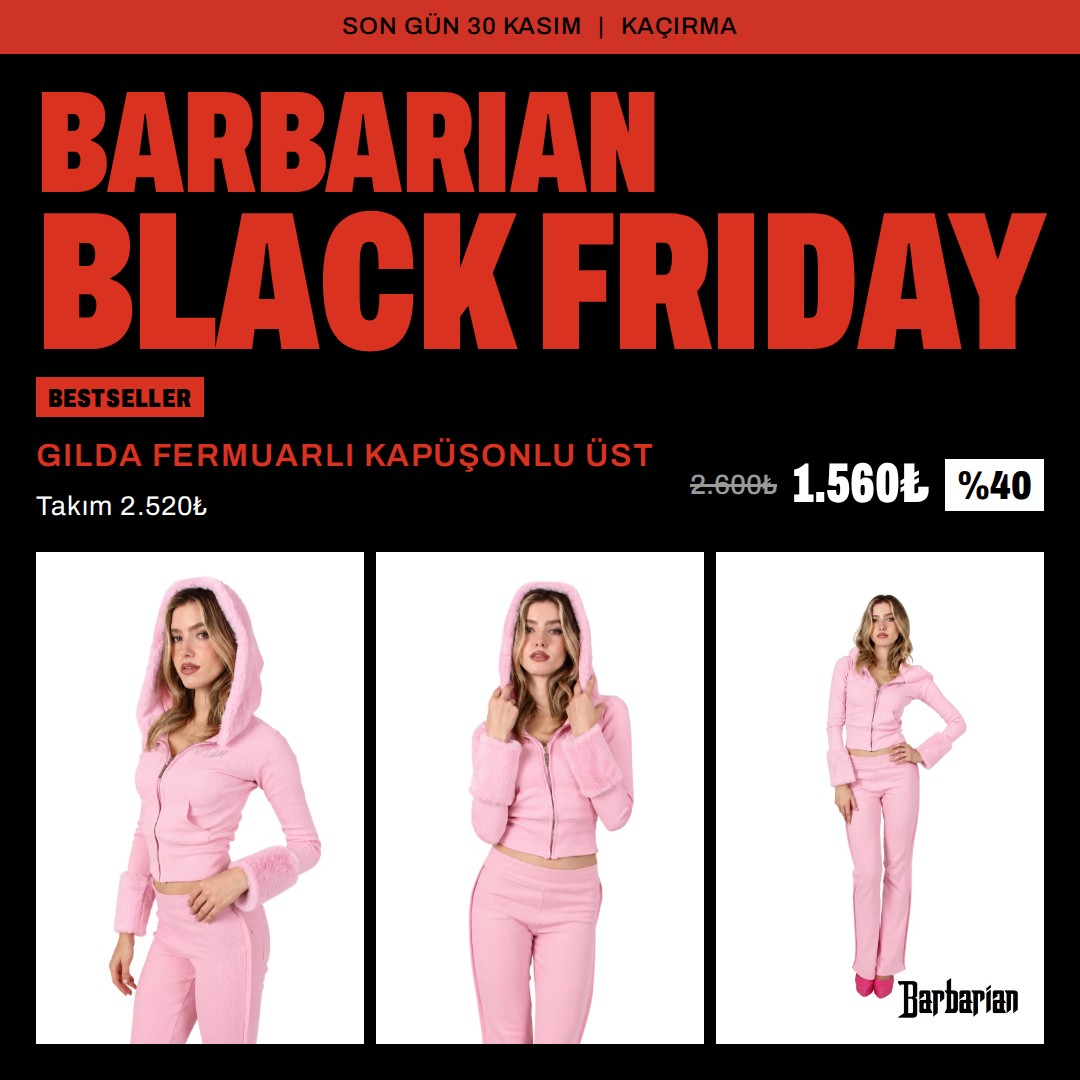 SON GÜN 30 KASIM | KAÇIRMA
BARBARIAN
BLACK FRIDAY
BESTSELLER
GILDA FERMUARLI KAPÜŞONLU ÜST
Takım 2.520₺
2.600₺ 1.560₺ %40
Barbarian